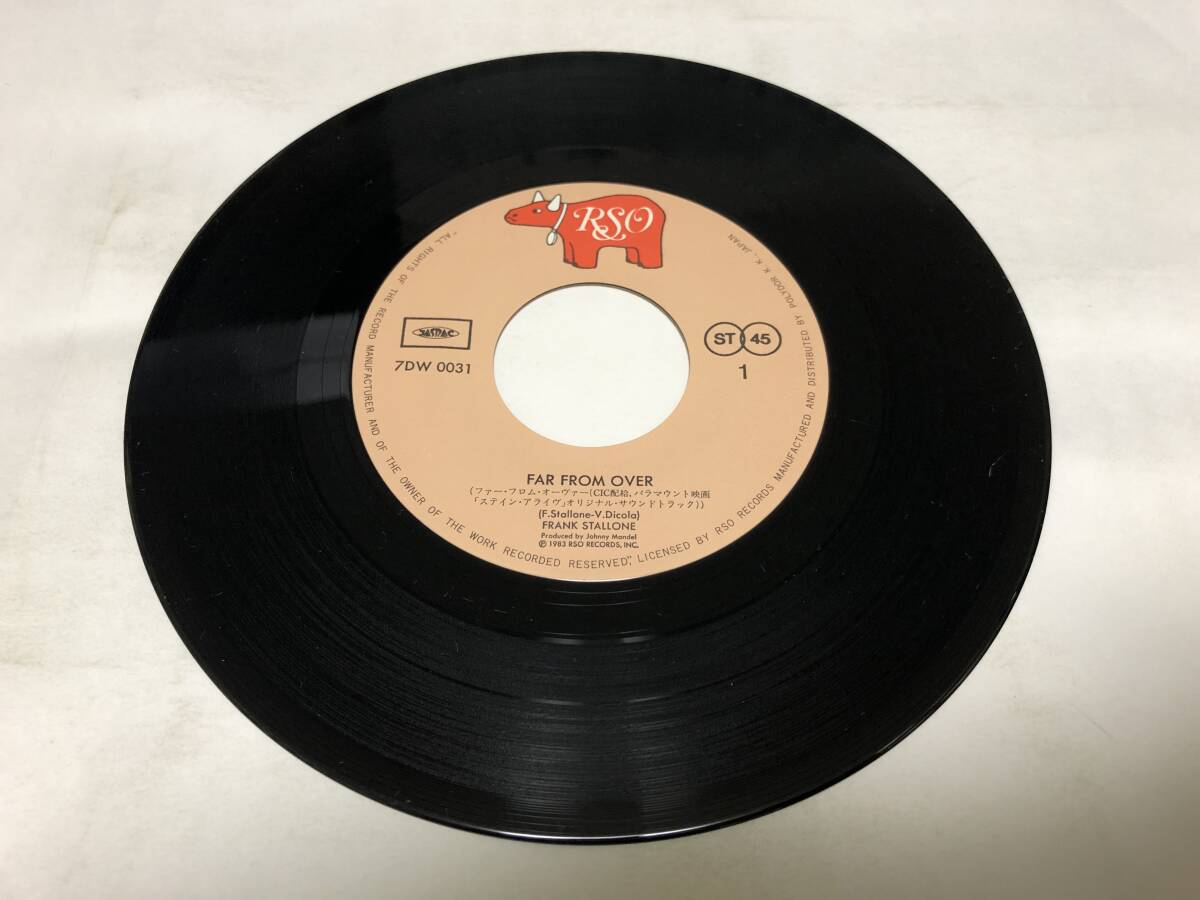 RSO
JASRAC
7DW 0031
ST 45
1
FAR FROM OVER
(ファー・フロム・オーヴァー(CIC配給、パラマウント映画
「ステイン・アライヴ」オリジナル・サウンドトラック))
(F.Stallone-V.Dicola)
FRANK STALLONE
Produced by Johnny Mandel
℗ 1983 RSO RECORDS, INC.
"ALL RIGHTS OF THE RECORD MANUFACTURER AND OF THE OWNER OF THE WORK RECORDED RESERVED", LICENSED BY RSO RECORDS MANUFACTURED AND DISTRIBUTED BY POLYDOR K. K., JAPAN